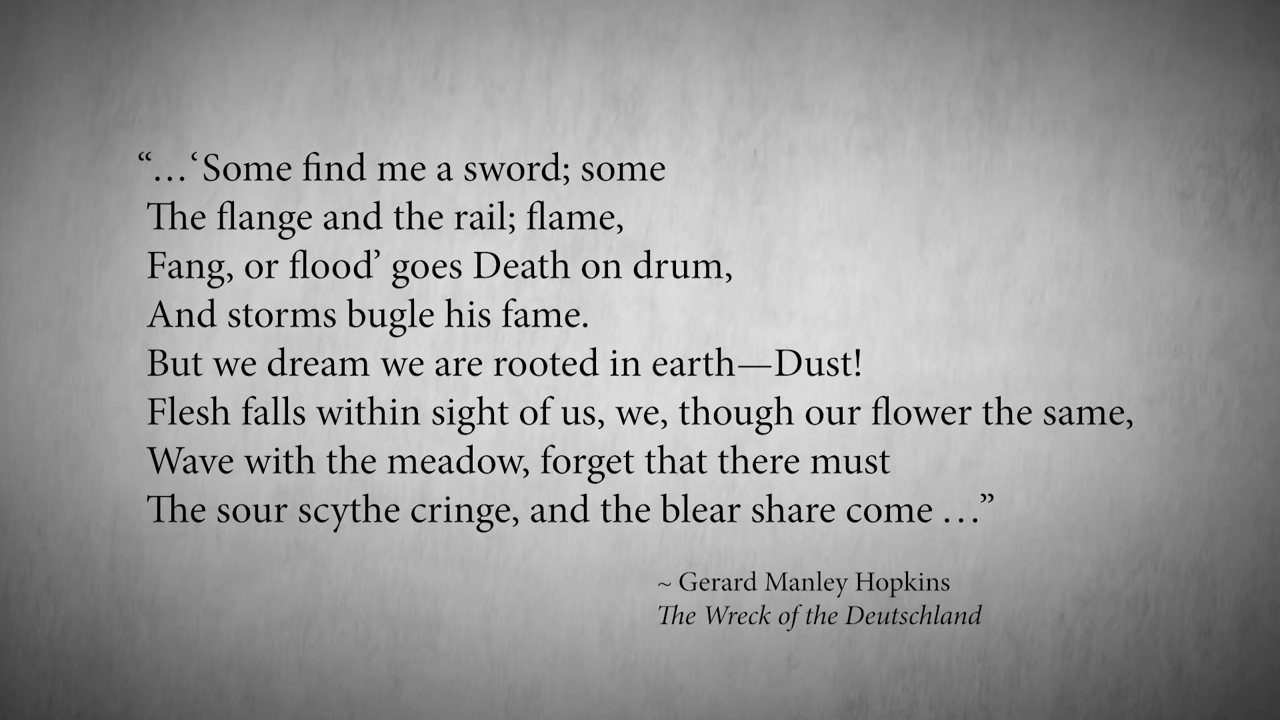 “…‘Some find me a sword; some
The flange and the rail; flame,
Fang, or flood’ goes Death on drum,
And storms bugle his fame.
But we dream we are rooted in earth—Dust!
Flesh falls within sight of us, we, though our flower the same,
Wave with the meadow, forget that there must
The sour scythe cringe, and the blear share come …”
~ Gerard Manley Hopkins
The Wreck of the Deutschland